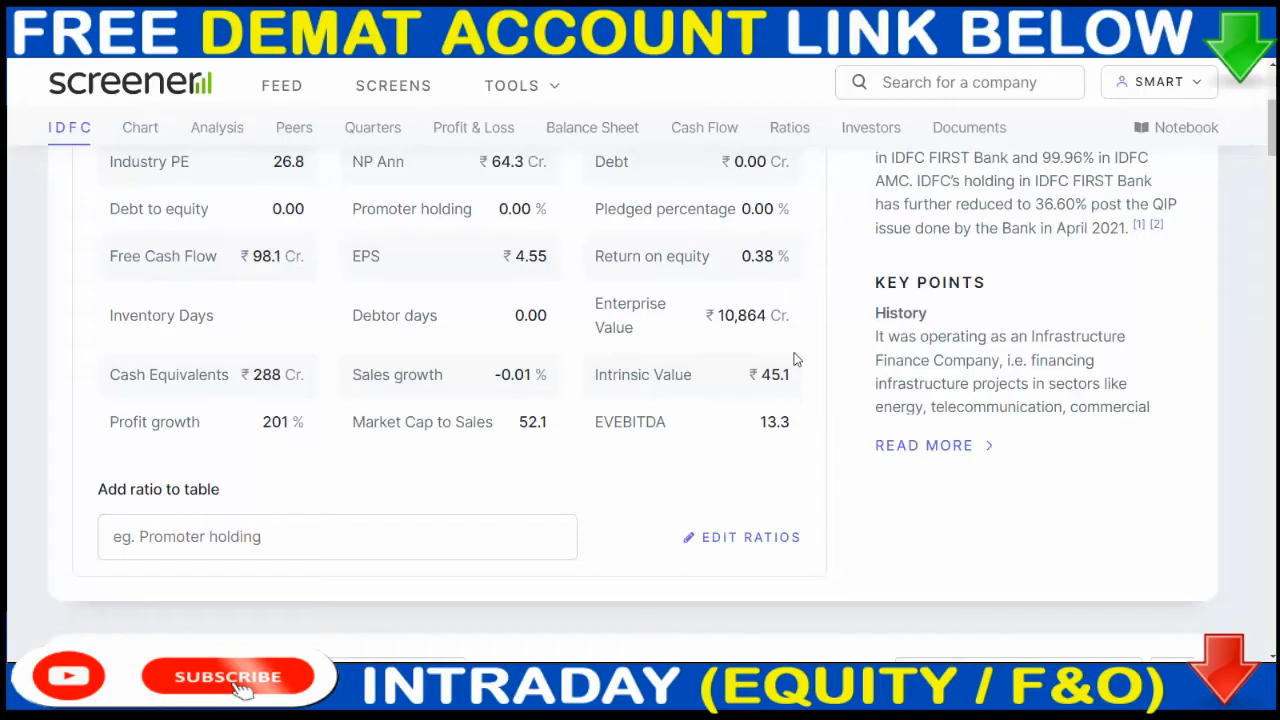 FREE DEMAT ACCOUNT LINK BELOW
screener
FEED SCREENS TOOLS
Search for a company
SMART
IDFC Chart Analysis Peers Quarters Profit & Loss Balance Sheet Cash Flow Ratios Investors Documents Notebook
Industry PE 26.8 NP Ann ₹ 64.3 Cr. Debt ₹ 0.00 Cr.
Debt to equity 0.00 Promoter holding 0.00 % Pledged percentage 0.00 %
Free Cash Flow ₹ 98.1 Cr. EPS ₹ 4.55 Return on equity 0.38 %
Inventory Days Debtor days 0.00 Enterprise Value ₹ 10,864 Cr.
Cash Equivalents ₹ 288 Cr. Sales growth -0.01 % Intrinsic Value ₹ 45.1
Profit growth 201 % Market Cap to Sales 52.1 EVEBITDA 13.3
Add ratio to table
eg. Promoter holding
EDIT RATIOS
in IDFC FIRST Bank and 99.96% in IDFC
AMC. IDFC's holding in IDFC FIRST Bank
has further reduced to 36.60% post the QIP
issue done by the Bank in April 2021. [1] [2]
KEY POINTS
History
It was operating as an Infrastructure
Finance Company, i.e. financing
infrastructure projects in sectors like
energy, telecommunication, commercial
READ MORE
SUBSCRIBE
INTRADAY (EQUITY / F&O)